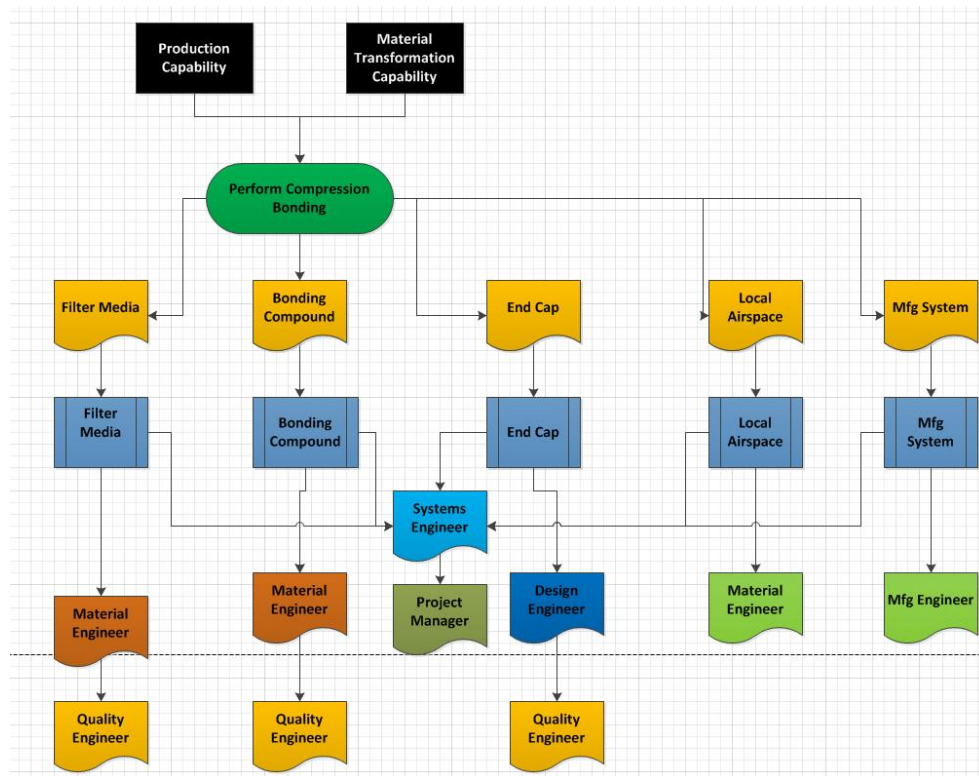 Production
Capability
Material
Transformation
Capability
Perform Compression
Bonding
Filter Media
Bonding
Compound
End Cap
Local
Airspace
Mfg System
Filter
Media
Bonding
Compound
End Cap
Local
Airspace
Mfg
System
Systems
Engineer
Material
Engineer
Material
Engineer
Project
Manager
Design
Engineer
Material
Engineer
Mfg Engineer
Quality
Engineer
Quality
Engineer
Quality
Engineer